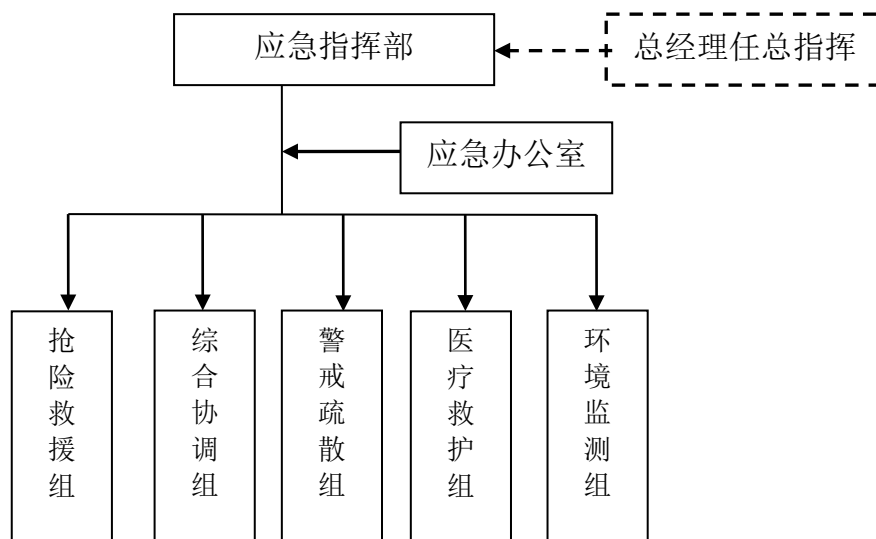 应急指挥部
总经理任总指挥
应急办公室
抢险救援组
综合协调组
警戒疏散组
医疗救护组
环境监测组